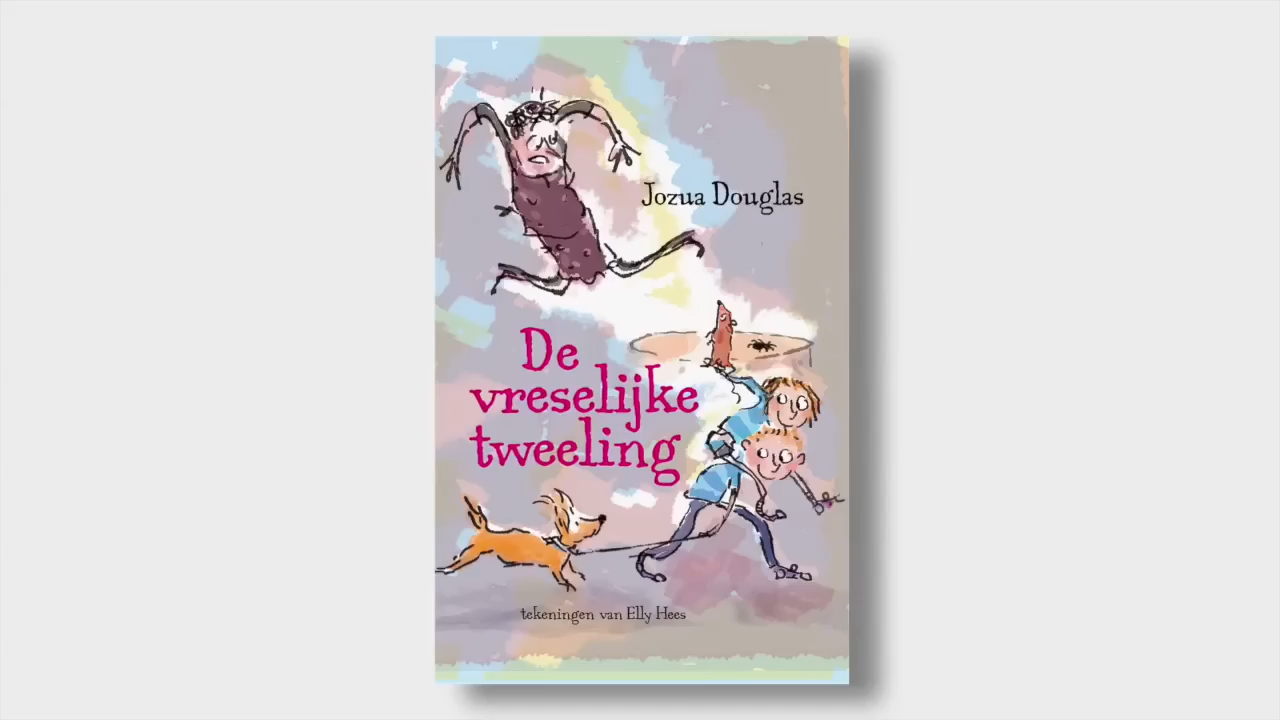 Jozua Douglas
De
vreselijke
tweeling
tekeningen van Elly Hees